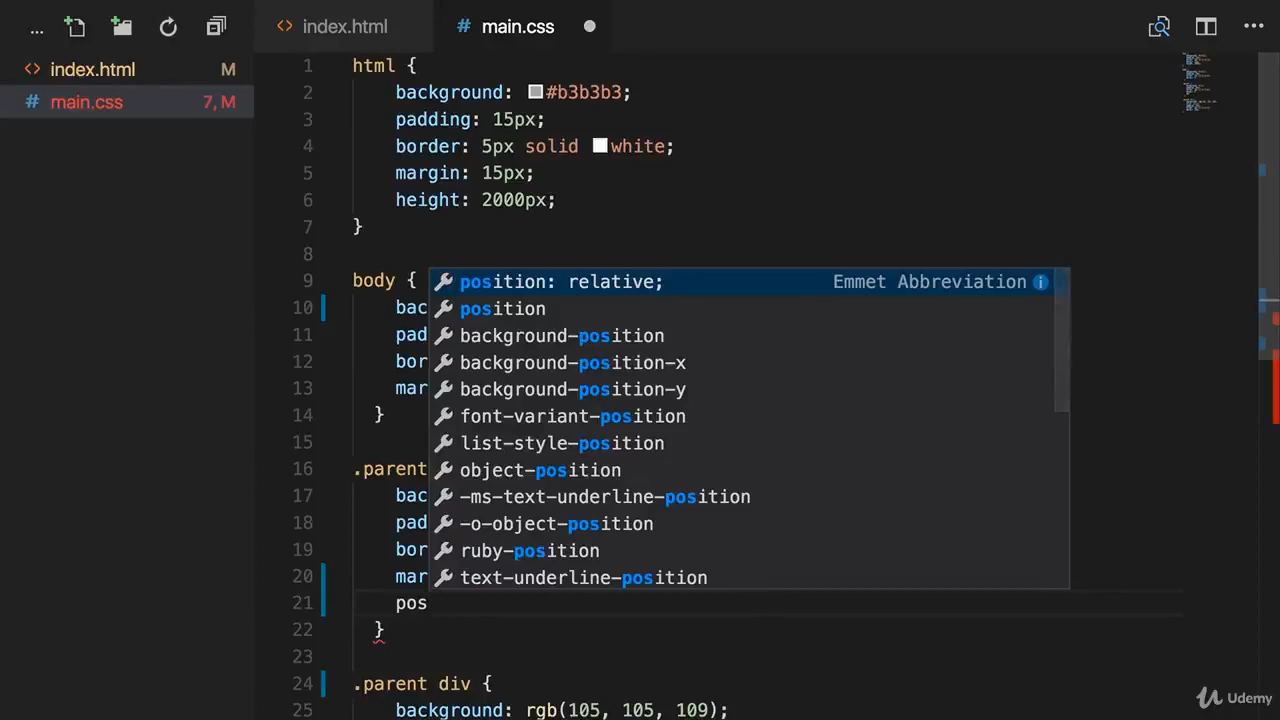 ...
index.html
main.css
index.html M
main.css 7, M
1 html {
2 background: #b3b3b3;
3 padding: 15px;
4 border: 5px solid white;
5 margin: 15px;
6 height: 2000px;
7 }
8
9 body {
10 bac
11 pad
12 bor
13 mar
14 }
15
16 .parent
17 bac
18 pad
19 bor
20 mar
21 pos
22 }
23
24 .parent div {
25 background: rgb(105, 105, 109);
position: relative; Emmet Abbreviation
position
background-position
background-position-x
background-position-y
font-variant-position
list-style-position
object-position
-ms-text-underline-position
-o-object-position
ruby-position
text-underline-position
Udemy